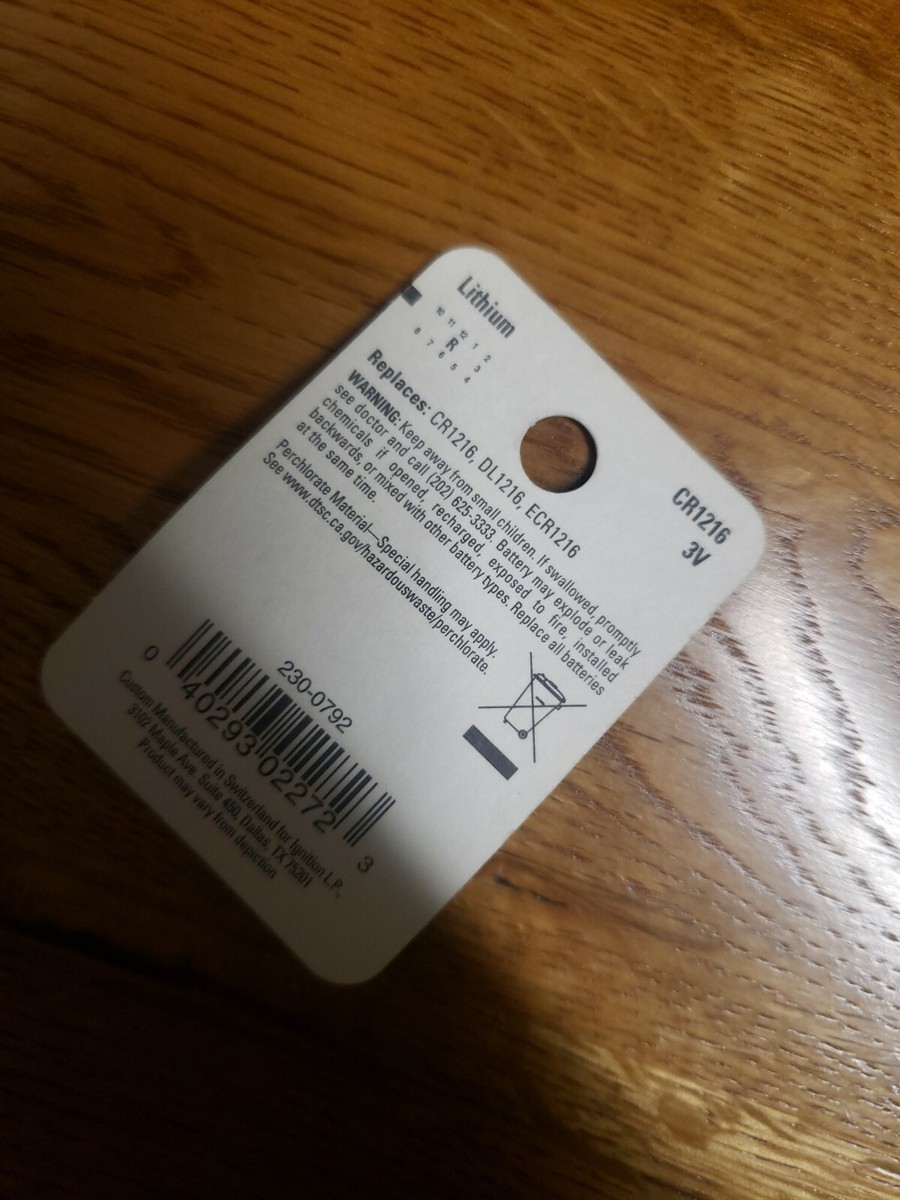 Lithium
CR1216
3V
10 11 12 1 2
R
8 7 6 5 4 3
Replaces: CR1216, DL1216, ECR1216
WARNING: Keep away from small children. If swallowed, promptly
see doctor and call (202) 625-3333. Battery may explode or leak
chemicals if opened, recharged, exposed to fire, installed
backwards, or mixed with other battery types. Replace all batteries
at the same time.
Perchlorate Material—Special handling may apply.
See www.dtsc.ca.gov/hazardouswaste/perchlorate.
230-0792
0 40293 02272 3
Custom Manufactured in Switzerland for Ignition L.P.,
3102 Maple Ave. Suite 450, Dallas, TX 75201
Product may vary from depiction